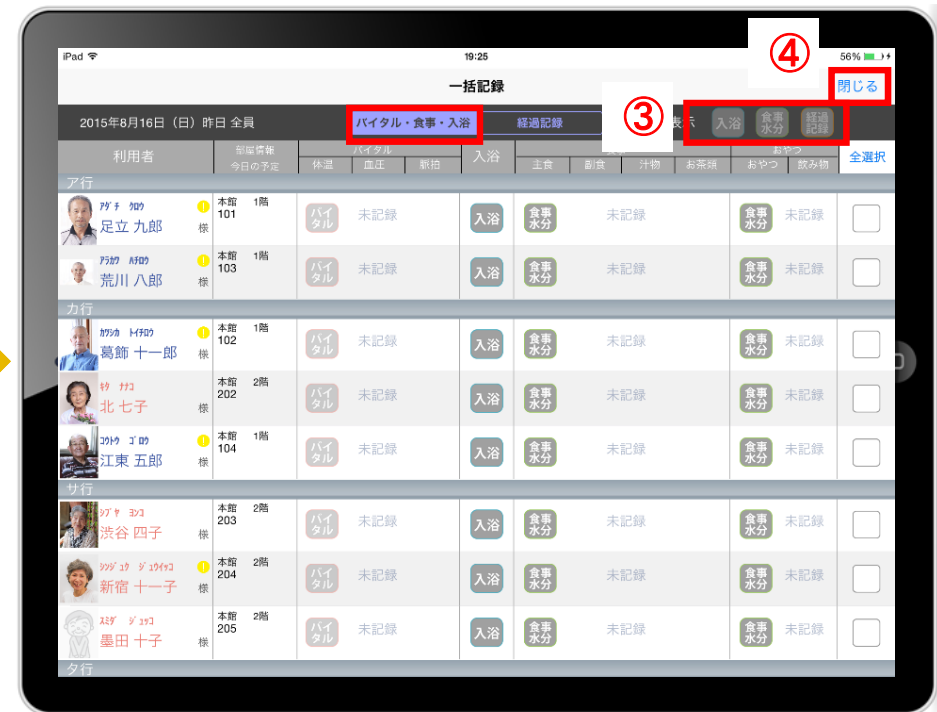 ④
iPad 19:25 56%
一括記録 閉じる
③
2015年8月16日（日）昨日 全員 バイタル・食事・入浴 経過記録 表示 入浴 食事水分 経過記録
利用者 部屋情報 バイタル 入浴 おやつ 全選択
今日の予定 体温 血圧 脈拍 主食 副食 汁物 お茶類 おやつ 飲み物
ア行
ｱﾀﾞﾁ ｸﾛｳ 本館 1階
足立 九郎 様 101 バイタル 未記録 入浴 食事水分 未記録 食事水分 未記録
ｱﾗｶﾜ ﾊﾁﾛｳ 本館 1階
荒川 八郎 様 103 バイタル 未記録 入浴 食事水分 未記録 食事水分 未記録
カ行
ｶﾂｼｶ ﾄｲﾁﾛｳ 本館 1階
葛飾 十一郎 様 102 バイタル 未記録 入浴 食事水分 未記録 食事水分 未記録
ｷﾀ ﾅﾅｺ 本館 2階
北 七子 様 202 バイタル 未記録 入浴 食事水分 未記録 食事水分 未記録
ｺｳﾄｳ ｺﾞﾛｳ 本館 1階
江東 五郎 様 104 バイタル 未記録 入浴 食事水分 未記録 食事水分 未記録
サ行
ｼﾌﾞﾔ ﾖﾝｺ 本館 2階
渋谷 四子 様 203 バイタル 未記録 入浴 食事水分 未記録 食事水分 未記録
ｼﾝｼﾞｭｸ ｼﾞｭｳｲﾁｺ 本館 2階
新宿 十一子 様 204 バイタル 未記録 入浴 食事水分 未記録 食事水分 未記録
ｽﾐﾀﾞ ｼﾞｭｯｺ 本館 2階
墨田 十子 様 205 バイタル 未記録 入浴 食事水分 未記録 食事水分 未記録
タ行